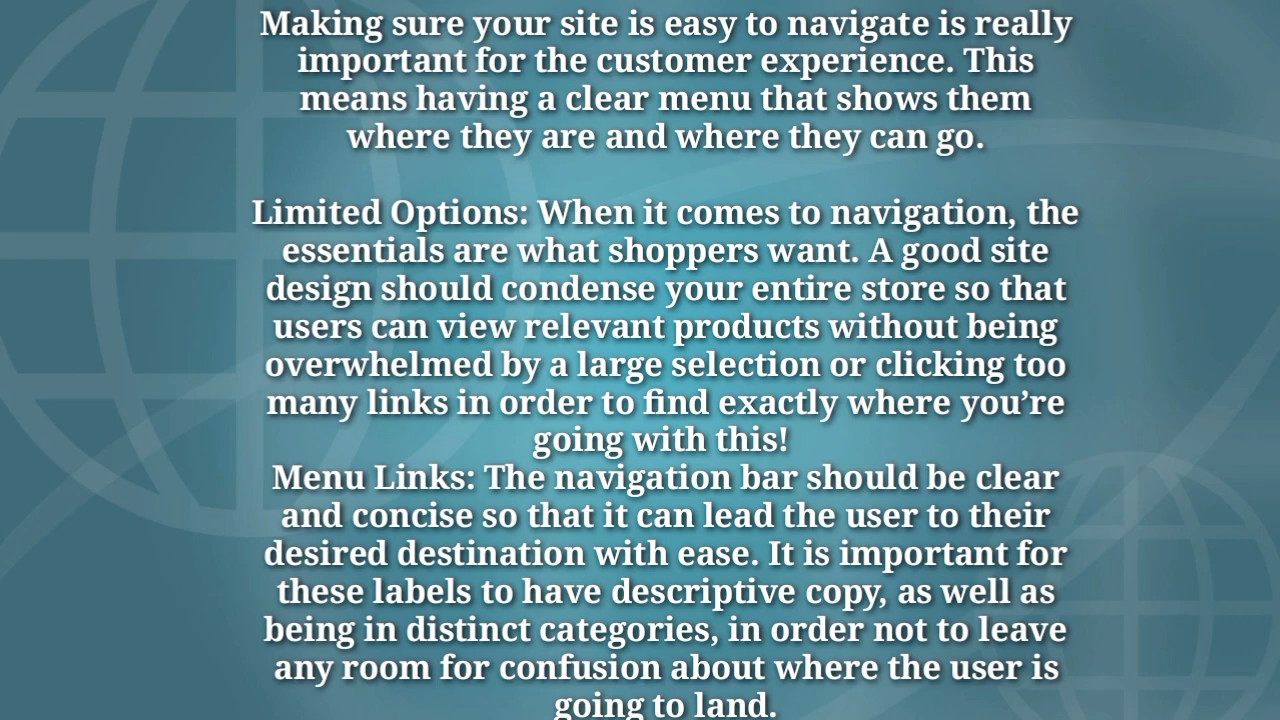 Making sure your site is easy to navigate is really
important for the customer experience. This
means having a clear menu that shows them
where they are and where they can go.
Limited Options: When it comes to navigation, the
essentials are what shoppers want. A good site
design should condense your entire store so that
users can view relevant products without being
overwhelmed by a large selection or clicking too
many links in order to find exactly where you’re
going with this!
Menu Links: The navigation bar should be clear
and concise so that it can lead the user to their
desired destination with ease. It is important for
these labels to have descriptive copy, as well as
being in distinct categories, in order not to leave
any room for confusion about where the user is
going to land.